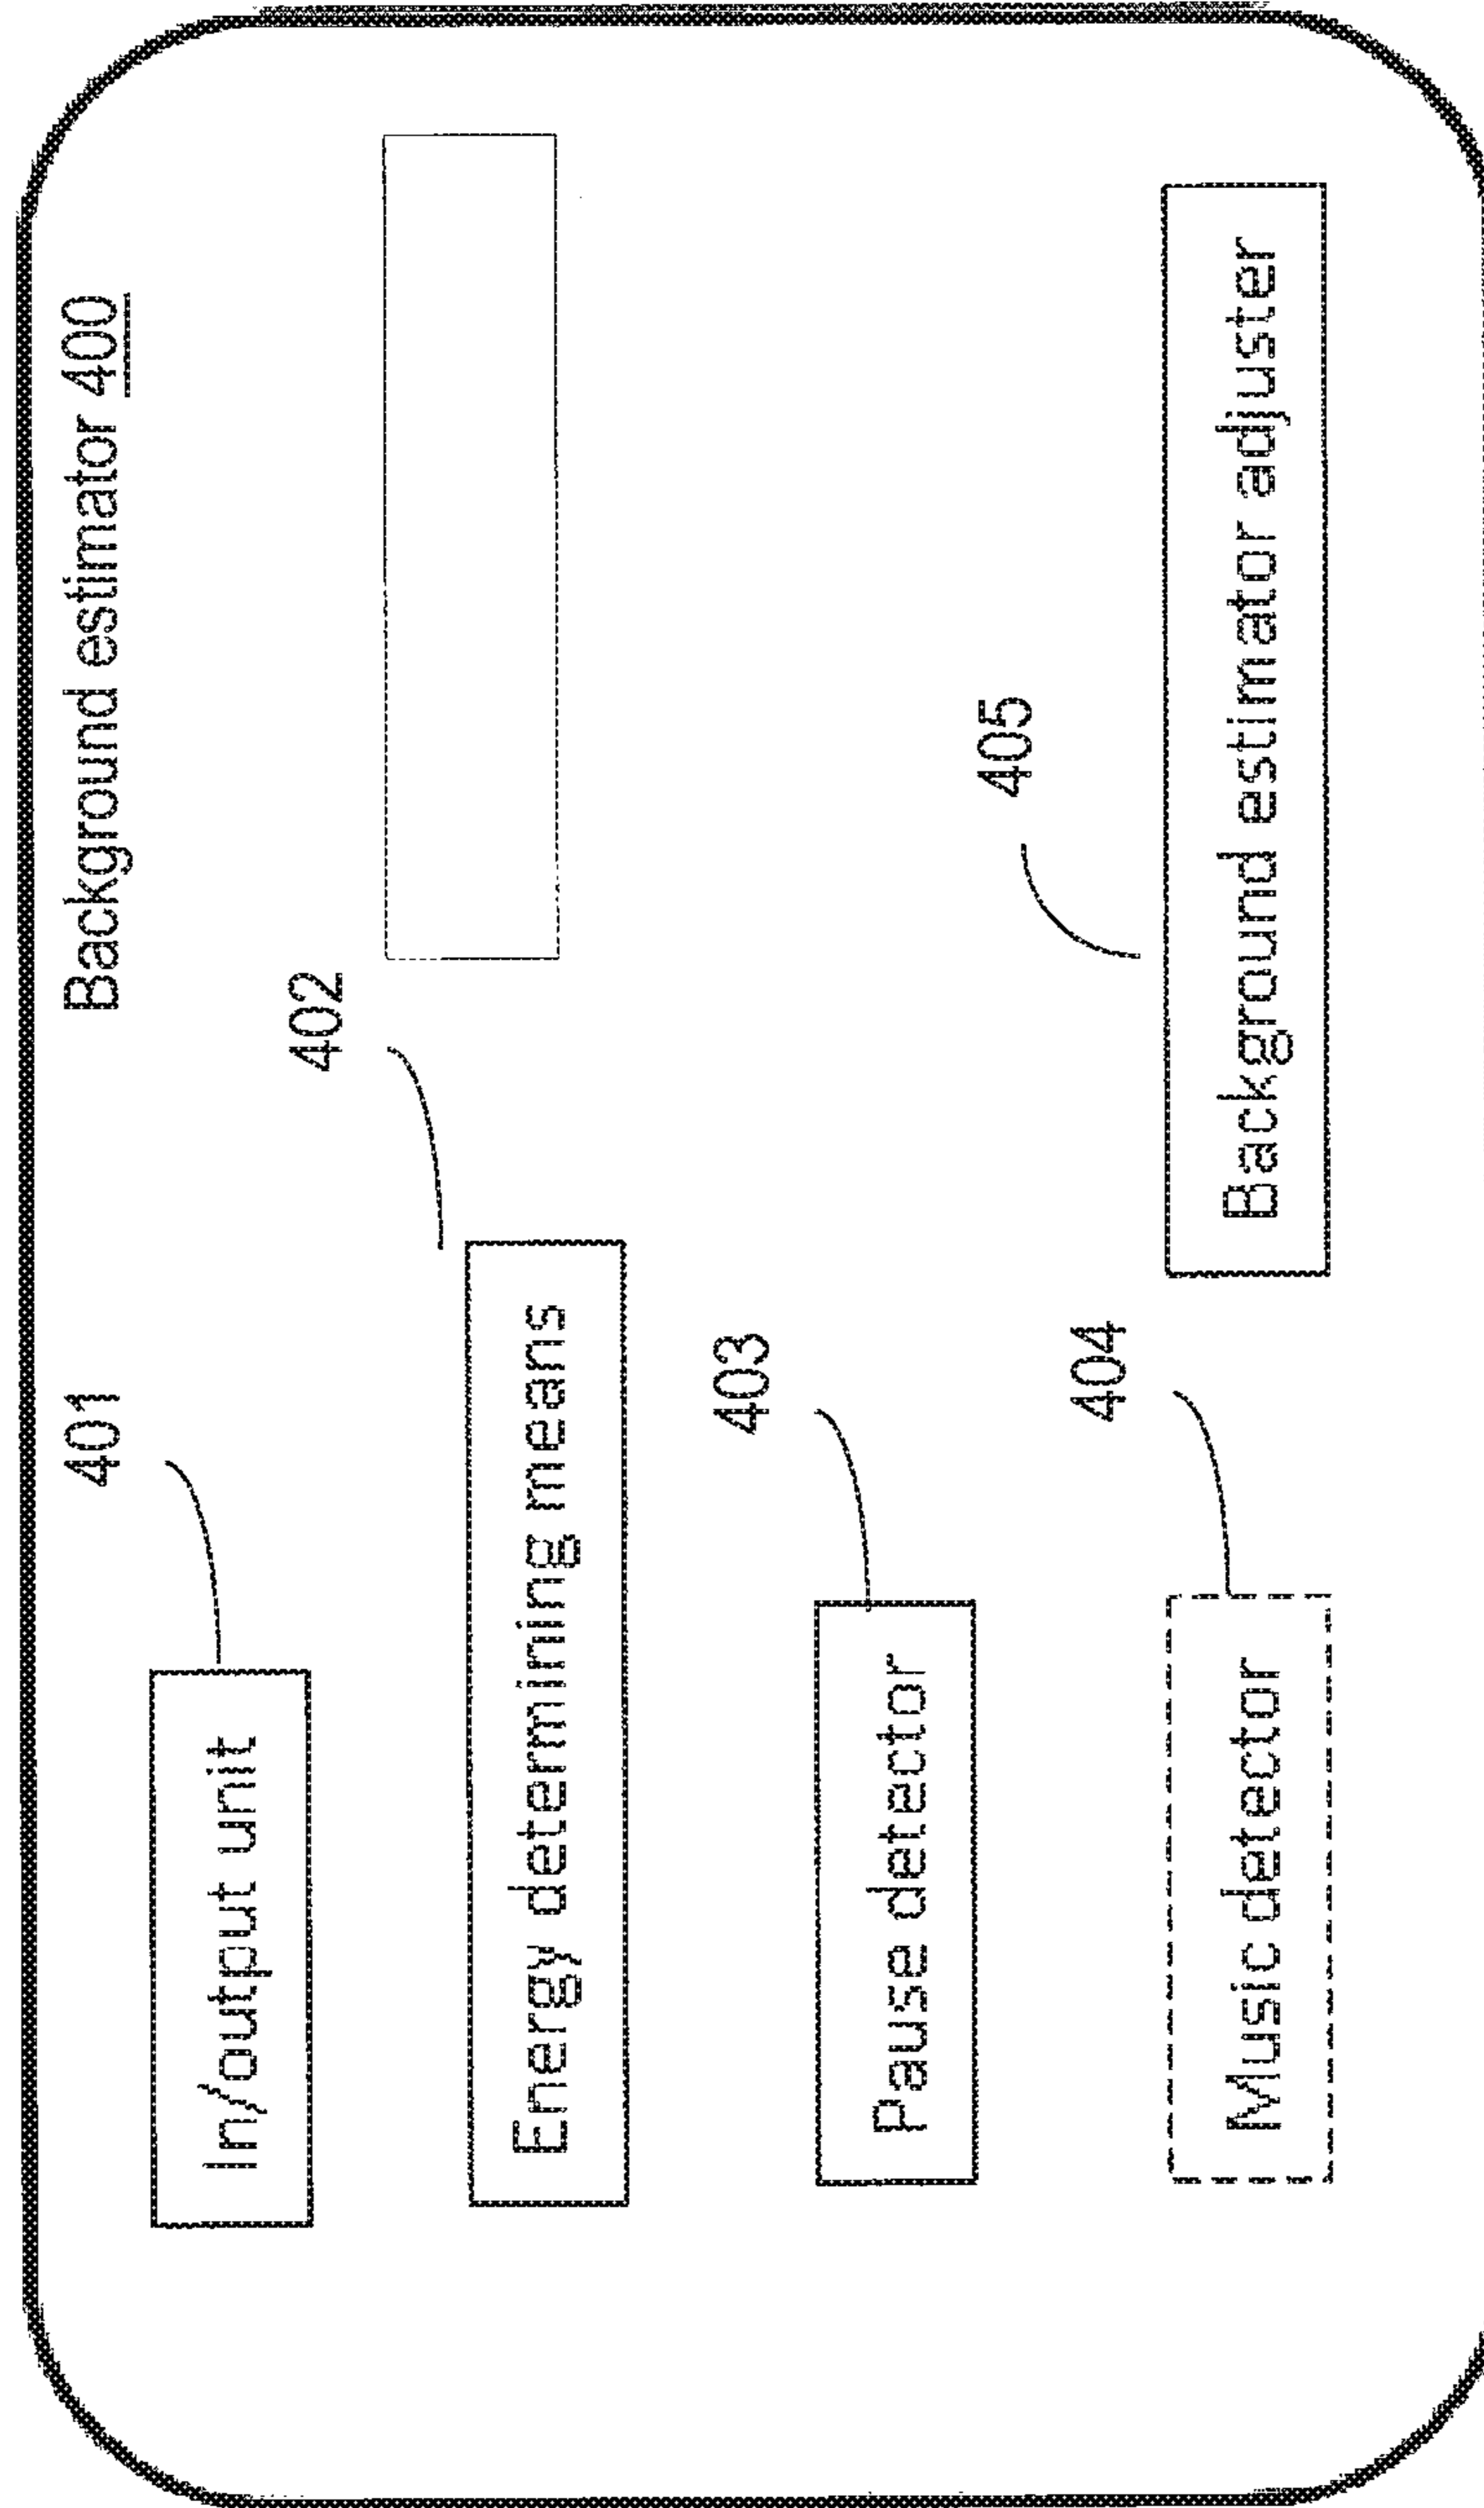 Background estimator 400
401
In/output unit
402
Energy determining means
403
Pause detector
404
Music detector
405
Background estimator adjuster